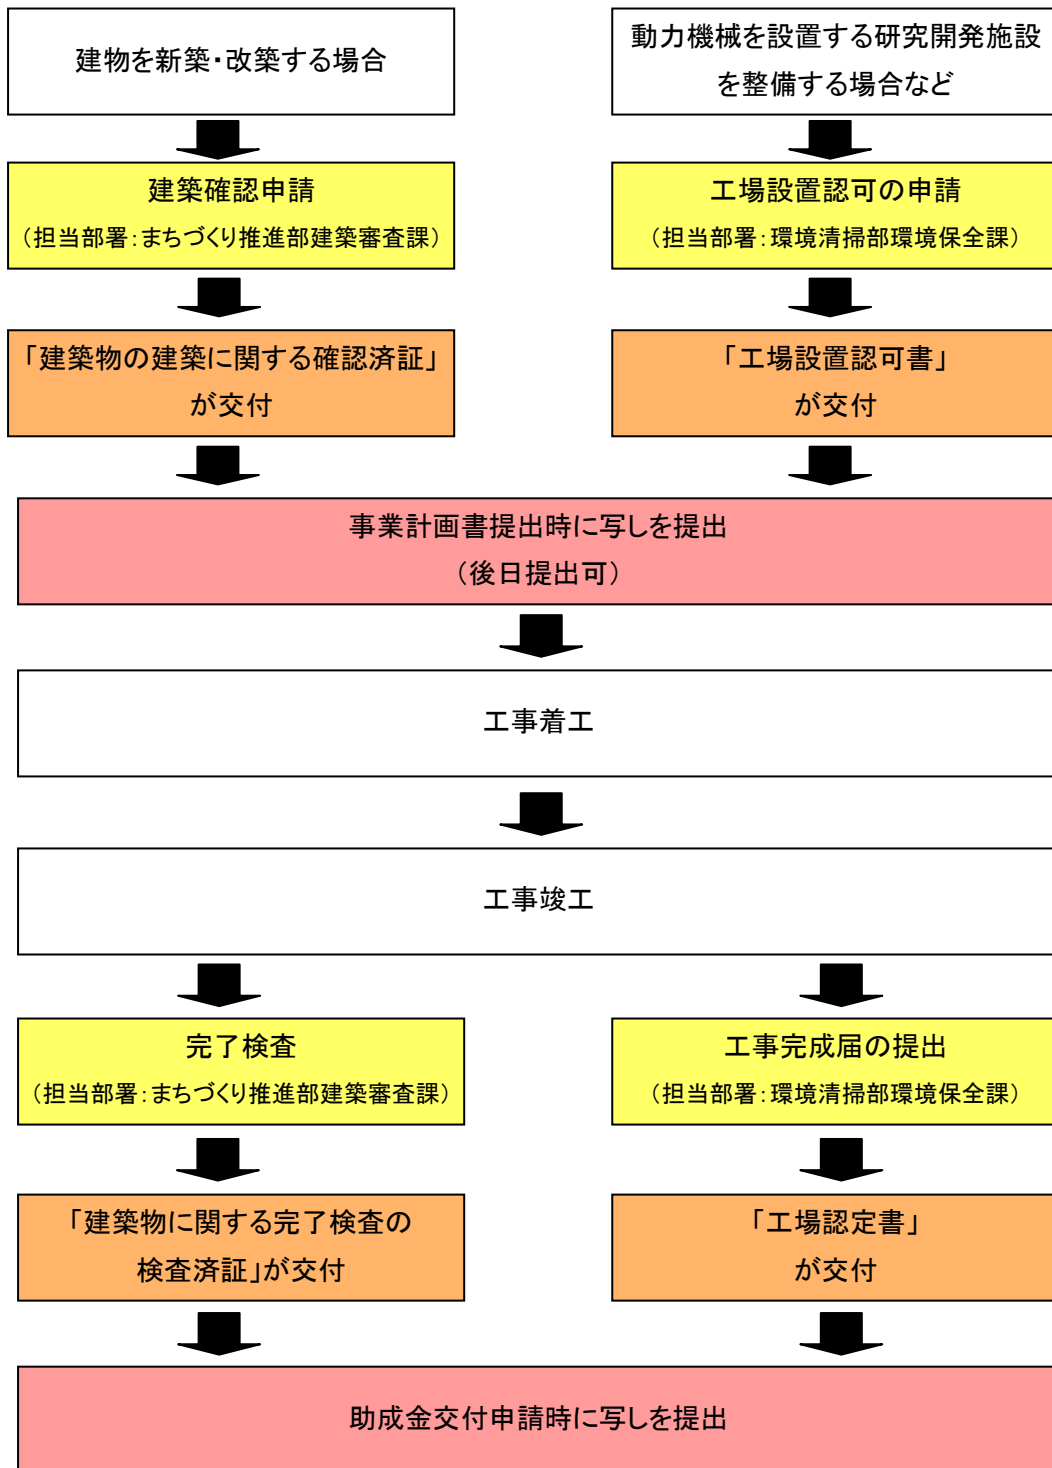 建物を新築・改築する場合
動力機械を設置する研究開発施設
を整備する場合など
建築確認申請
（担当部署：まちづくり推進部建築審査課）
工場設置認可の申請
（担当部署：環境清掃部環境保全課）
「建築物の建築に関する確認済証」
が交付
「工場設置認可書」
が交付
事業計画書提出時に写しを提出
（後日提出可）
工事着工
工事竣工
完了検査
（担当部署：まちづくり推進部建築審査課）
工事完成届の提出
（担当部署：環境清掃部環境保全課）
「建築物に関する完了検査の
検査済証」が交付
「工場認定書」
が交付
助成金交付申請時に写しを提出